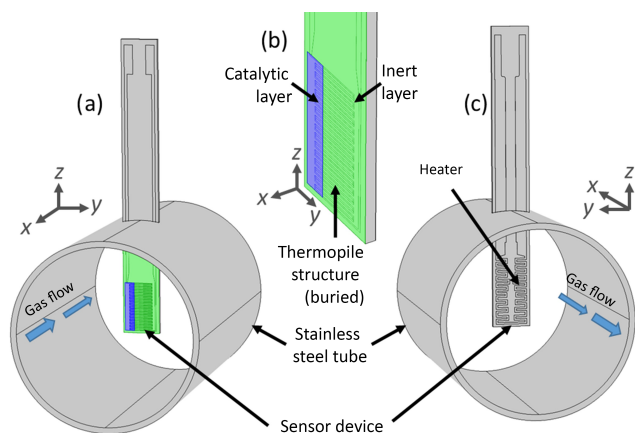 (a)
z
y
x
Gas flow
(b)
Catalytic
layer
Inert
layer
z
x
y
Thermopile
structure
(buried)
Stainless
steel tube
Sensor device
(c)
Heater
x
z
y
Gas flow